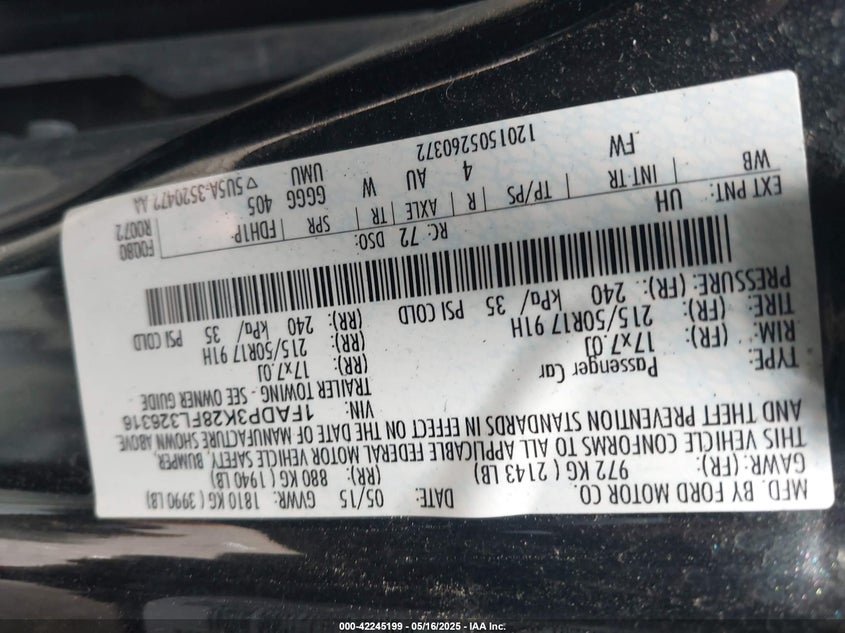 MFD. BY FORD MOTOR CO.
DATE: 05/15 GVWR: 1810 KG ( 3990 LB)
GAWR: (FR): 972 KG ( 2143 LB) (RR): 880 KG ( 1940 LB)
THIS VEHICLE CONFORMS TO ALL APPLICABLE FEDERAL MOTOR VEHICLE SAFETY, BUMPER,
AND THEFT PREVENTION STANDARDS IN EFFECT ON THE DATE OF MANUFACTURE SHOWN ABOVE.
VIN: 1FADP3K28FL326316
TYPE: Passenger Car TRAILER TOWING - SEE OWNER GUIDE
RIM: (FR): 17x7.0J (RR): 17x7.0J
TIRE: (FR): 215/50R17 91H (RR): 215/50R17 91H
PRESSURE: (FR): 240 kPa/ 35 PSI COLD (RR): 240 kPa/ 35 PSI COLD
EXT PNT: UH RC: 72 DSO: F0080
R0072
WB INT TR TP/PS R AXLE TR SPR FDH1P-
FW 4 AU W GGGG 405
UMU
1201505260372 ▽ 5U5A-3520472 AA
000-42245199 - 05/16/2025 - IAA Inc.